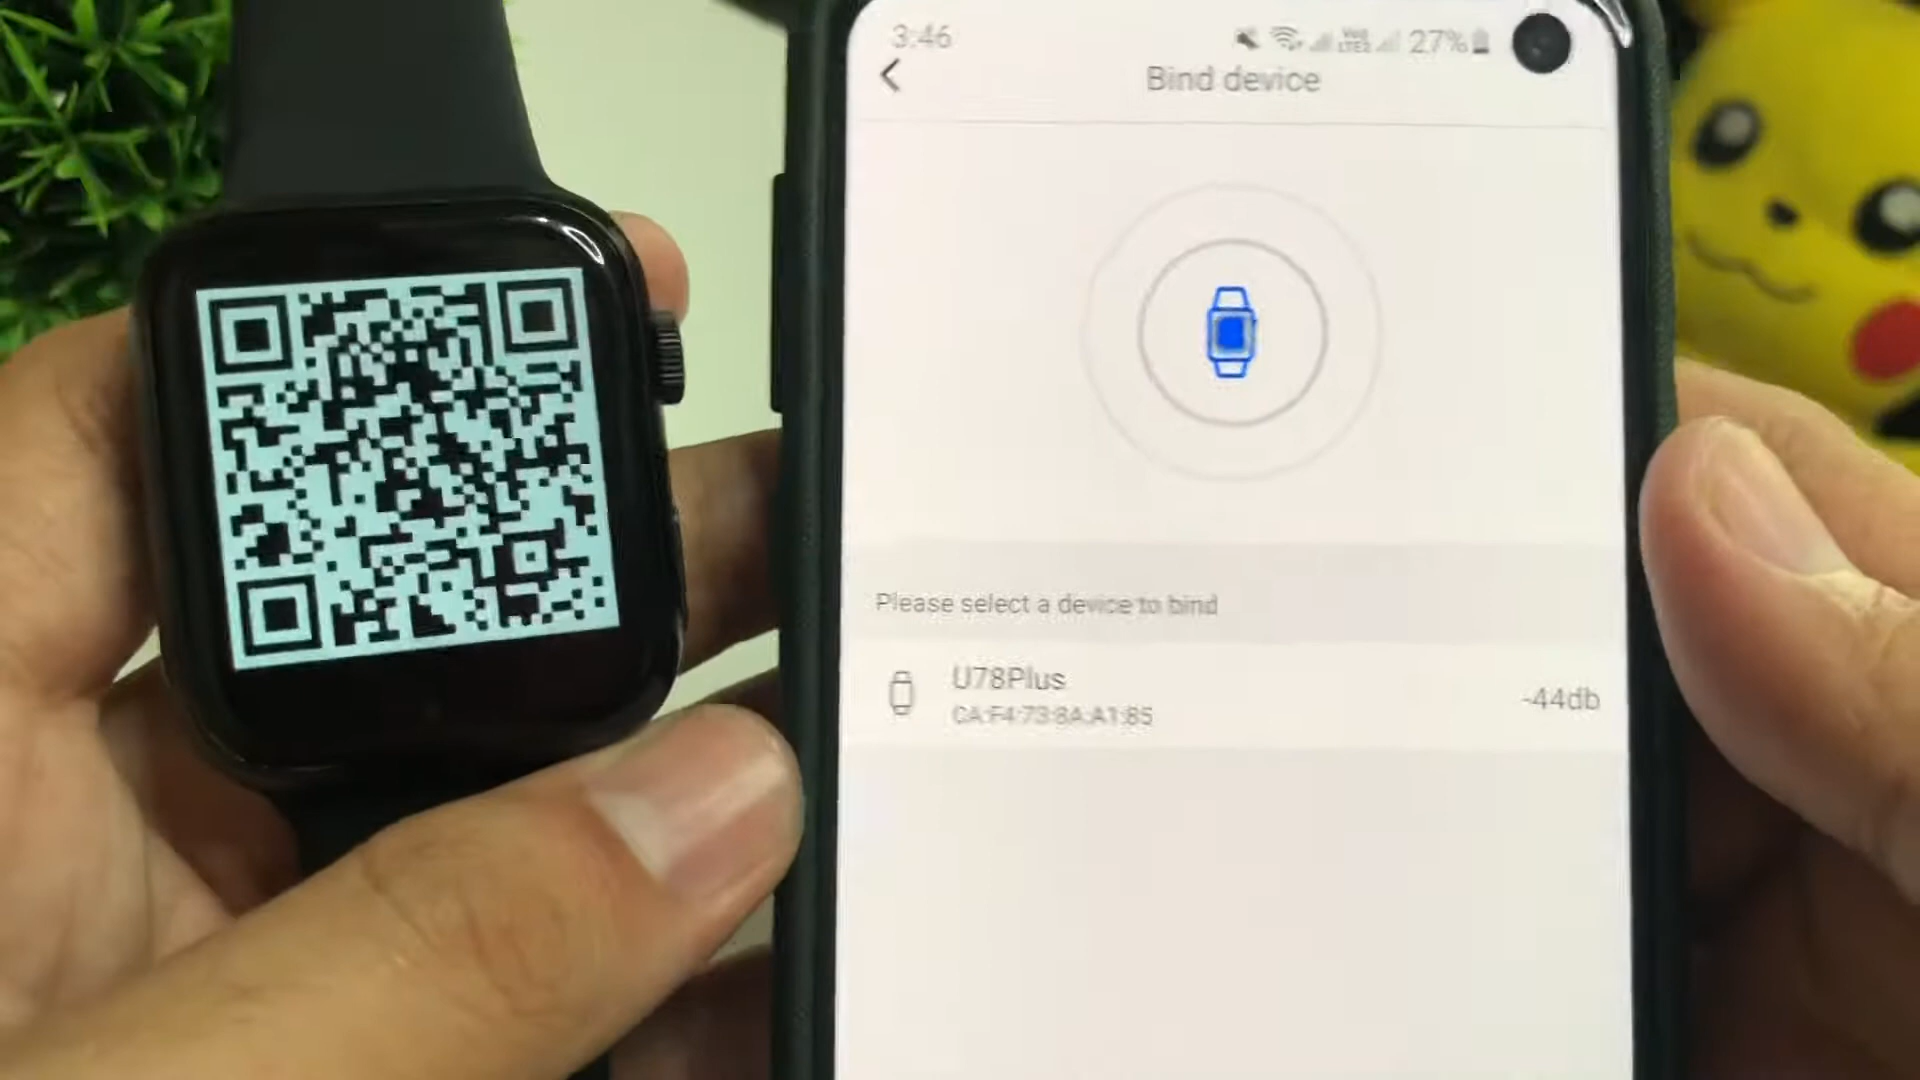 3:46
27%
Bind device
Please select a device to bind
U78Plus
CA:F4:73:8A:A1:85
-44db